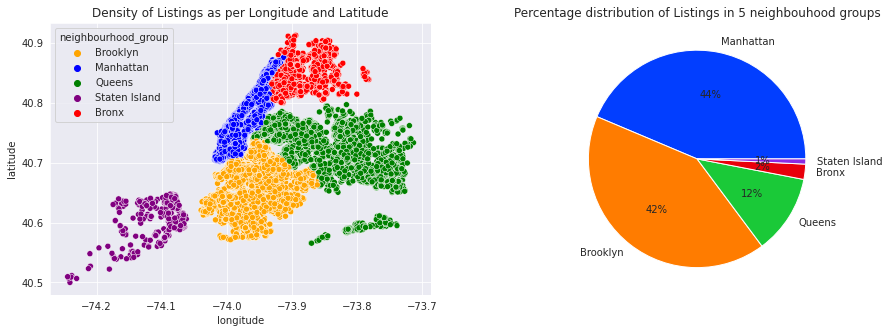 Density of Listings as per Longitude and Latitude
neighbourhood_group
Brooklyn
Manhattan
Queens
Staten Island
Bronx
latitude
40.9
40.8
40.7
40.6
40.5
−74.2
−74.1
−74.0
−73.9
−73.8
−73.7
longitude
Percentage distribution of Listings in 5 neighbouhood groups
Manhattan
44%
Staten Island
1%
Bronx
2%
12%
Queens
42%
Brooklyn